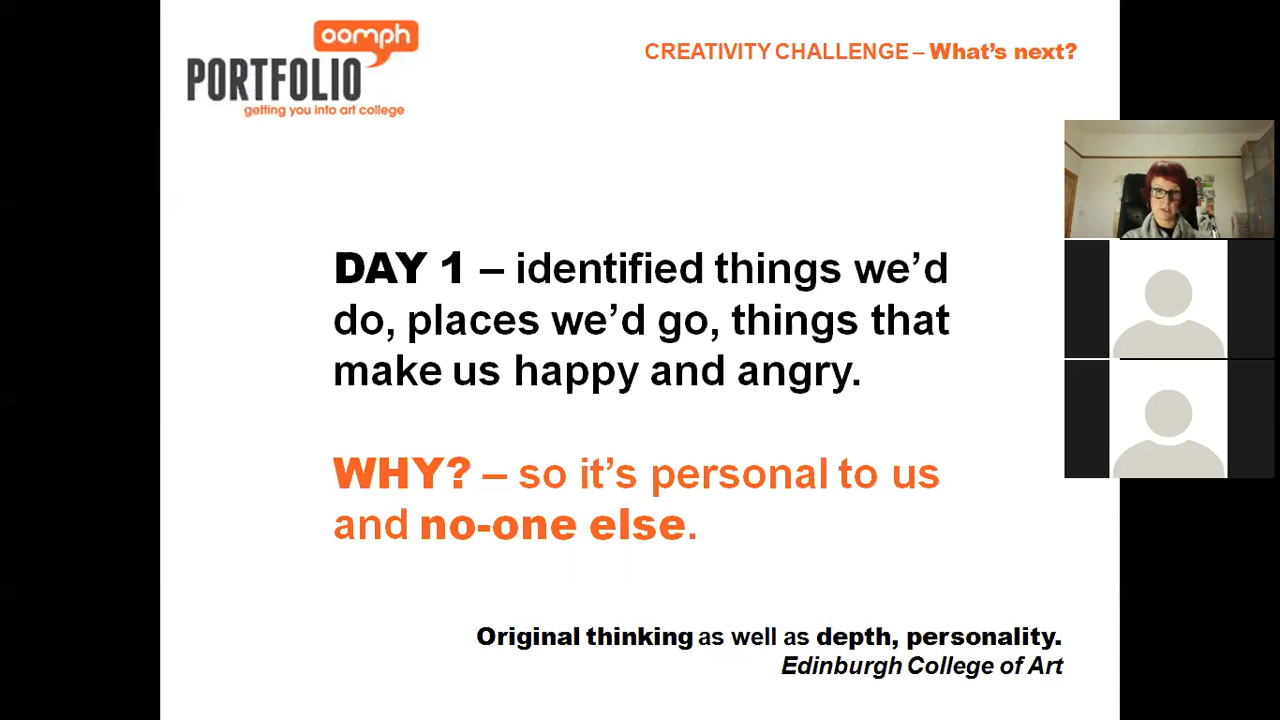 oomph
PORTFOLIO
getting you into art college
CREATIVITY CHALLENGE – What's next?
DAY 1 – identified things we'd
do, places we'd go, things that
make us happy and angry.
WHY? – so it's personal to us
and no-one else.
Original thinking as well as depth, personality.
Edinburgh College of Art